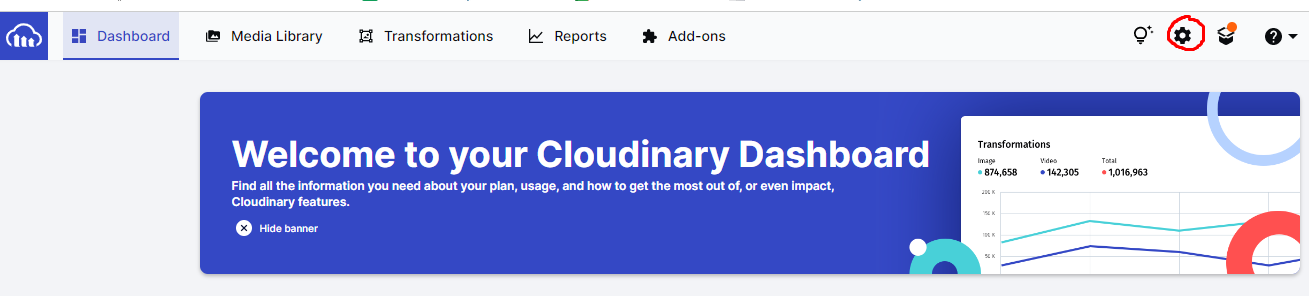 Dashboard
Media Library
Transformations
Reports
Add-ons
Welcome to your Cloudinary Dashboard
Find all the information you need about your plan, usage, and how to get the most out of, or even impact,
Cloudinary features.
Hide banner
Transformations
Image Video Total
874,658 142,305 1,016,963
200 K
150 K
100 K
50 K